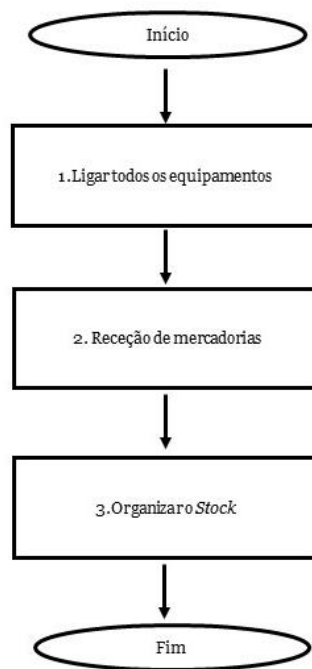 Início
1.Ligar todos os equipamentos
2. Receção de mercadorias
3.Organizar o Stock
Fim